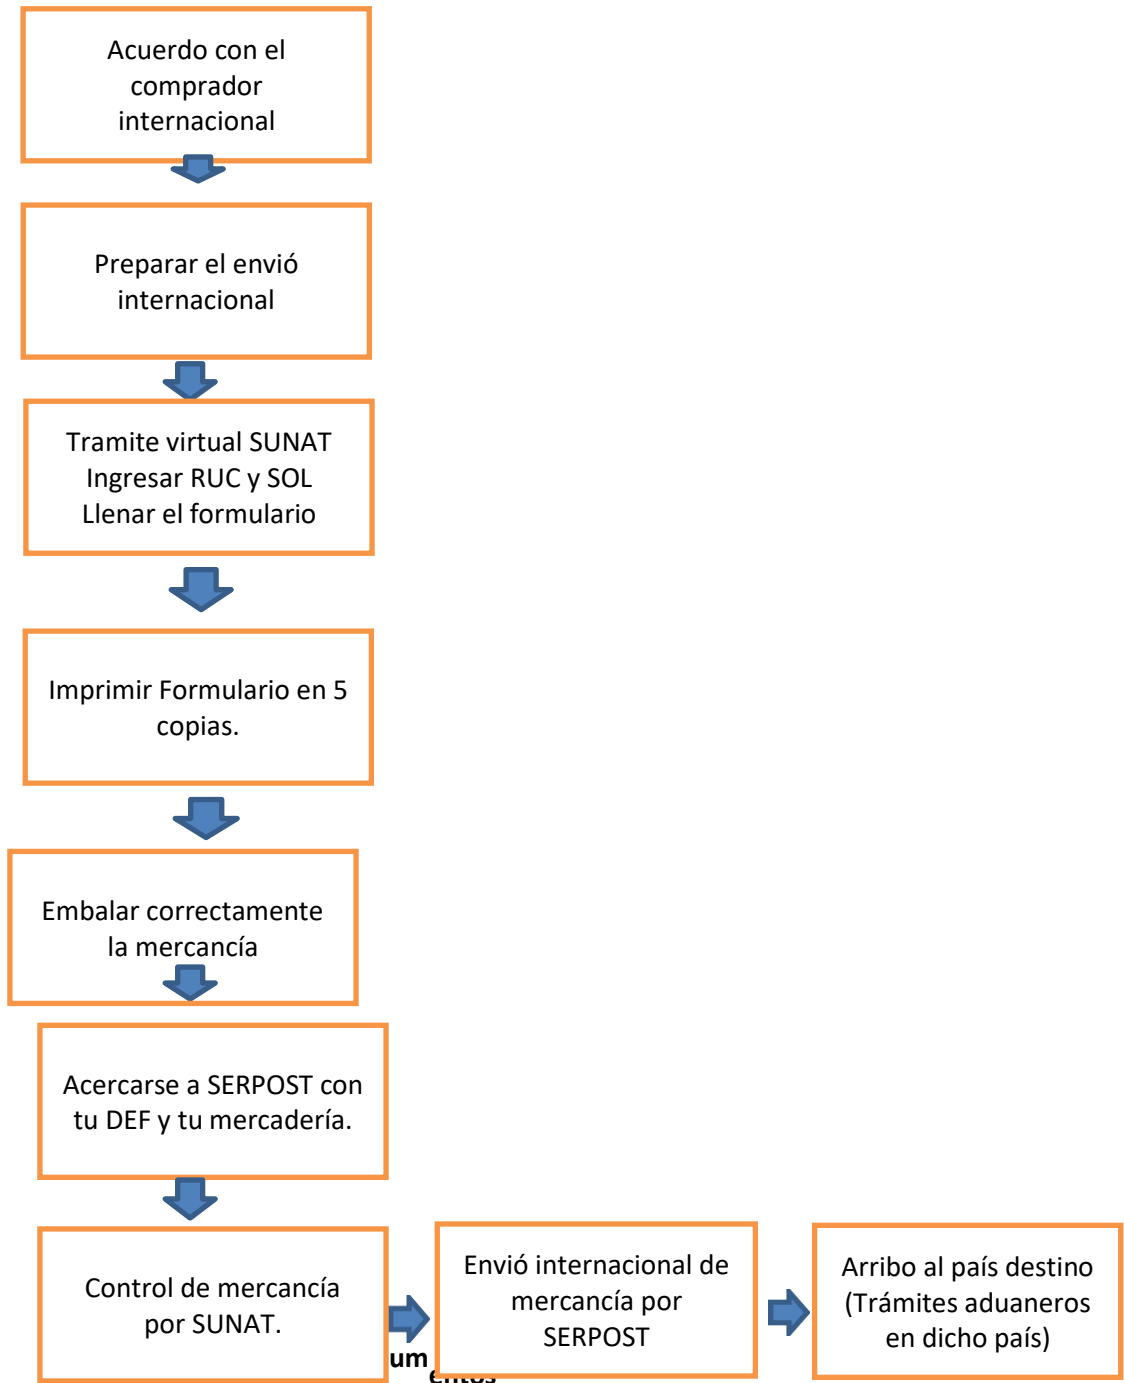 Acuerdo con el
comprador
internacional
Preparar el envió
internacional
Tramite virtual SUNAT
Ingresar RUC y SOL
Llenar el formulario
Imprimir Formulario en 5
copias.
Embalar correctamente
la mercancía
Acercarse a SERPOST con
tu DEF y tu mercadería.
Control de mercancía
por SUNAT.
Envió internacional de
mercancía por
SERPOST
Arribo al país destino
(Trámites aduaneros
en dicho país)
um